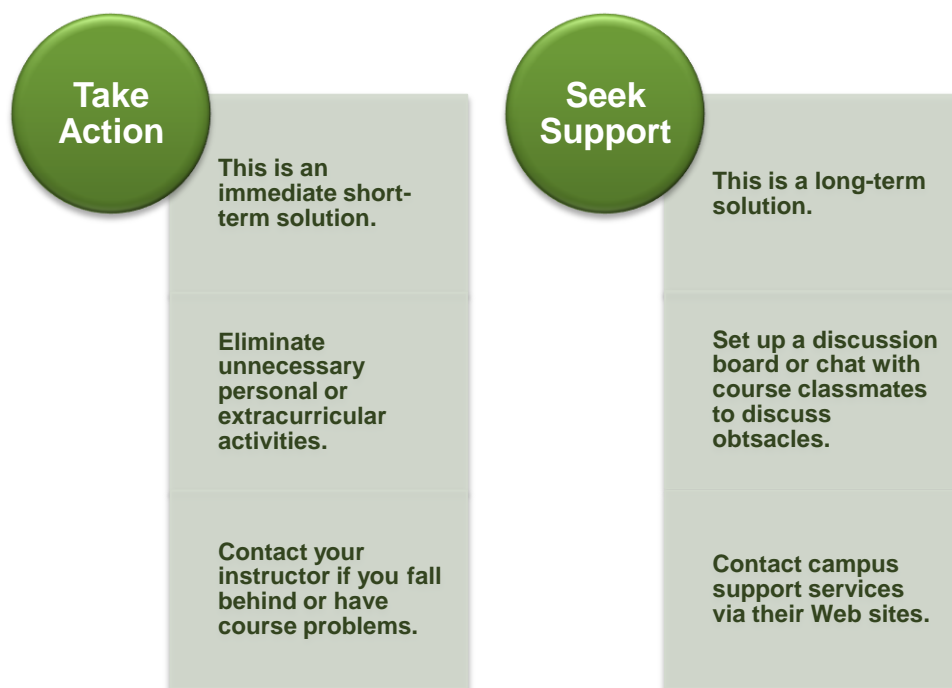 Take
Action
This is an
immediate short-
term solution.
Eliminate
unnecessary
personal or
extracurricular
activities.
Contact your
instructor if you fall
behind or have
course problems.
Seek
Support
This is a long-term
solution.
Set up a discussion
board or chat with
course classmates
to discuss
obtsacles.
Contact campus
support services
via their Web sites.